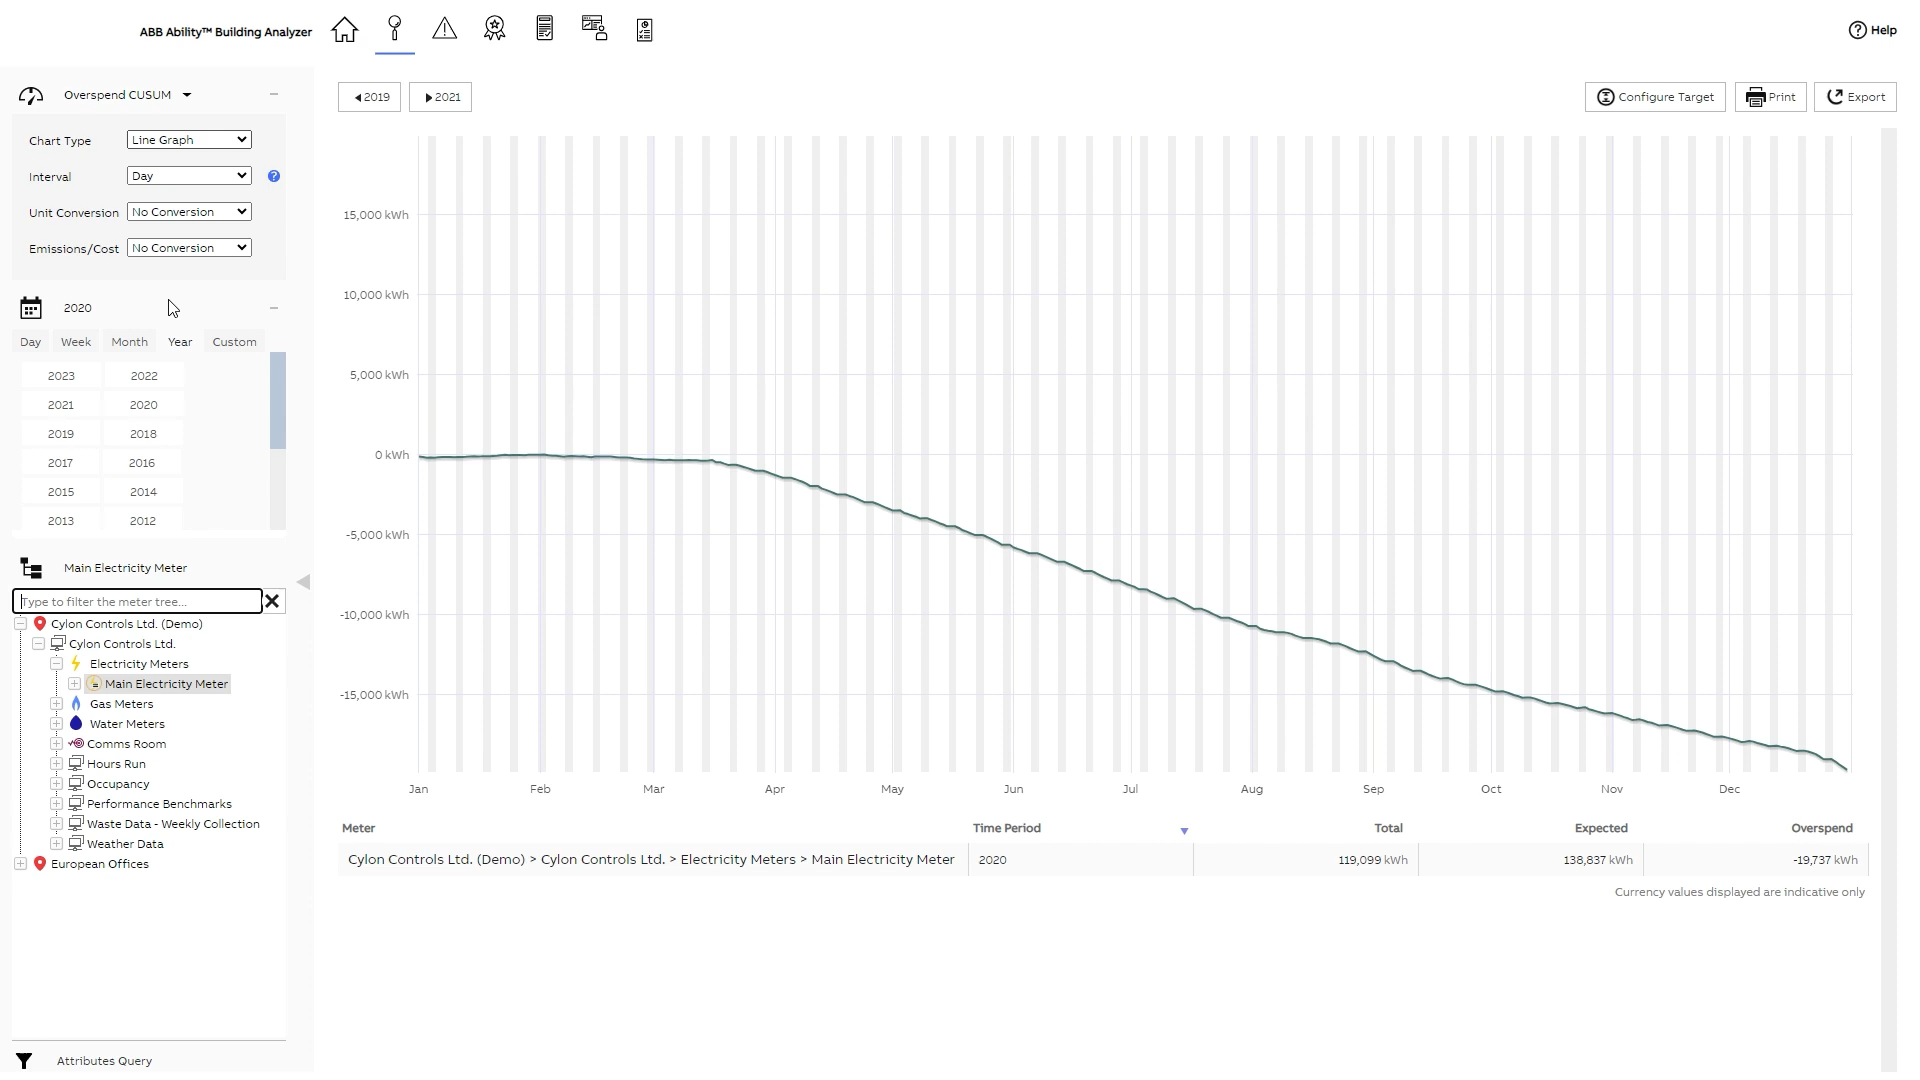 ABB Ability™ Building Analyzer
Help
Overspend CUSUM
Chart Type Line Graph
Interval Day ?
Unit Conversion No Conversion
Emissions/Cost No Conversion
2020
Day Week Month Year Custom
2023 2022
2021 2020
2019 2018
2017 2016
2015 2014
2013 2012
Main Electricity Meter
Type to filter the meter tree...
Cylon Controls Ltd. (Demo)
Cylon Controls Ltd.
Electricity Meters
Main Electricity Meter
Gas Meters
Water Meters
Comms Room
Hours Run
Occupancy
Performance Benchmarks
Waste Data - Weekly Collection
Weather Data
European Offices
Attributes Query
2019 2021
Configure Target Print Export
15,000 kWh
10,000 kWh
5,000 kWh
0 kWh
-5,000 kWh
-10,000 kWh
-15,000 kWh
Jan Feb Mar Apr May Jun Jul Aug Sep Oct Nov Dec
Meter Time Period Total Expected Overspend
Cylon Controls Ltd. (Demo) > Cylon Controls Ltd. > Electricity Meters > Main Electricity Meter 2020 119,099 kWh 138,837 kWh -19,737 kWh
Currency values displayed are indicative only